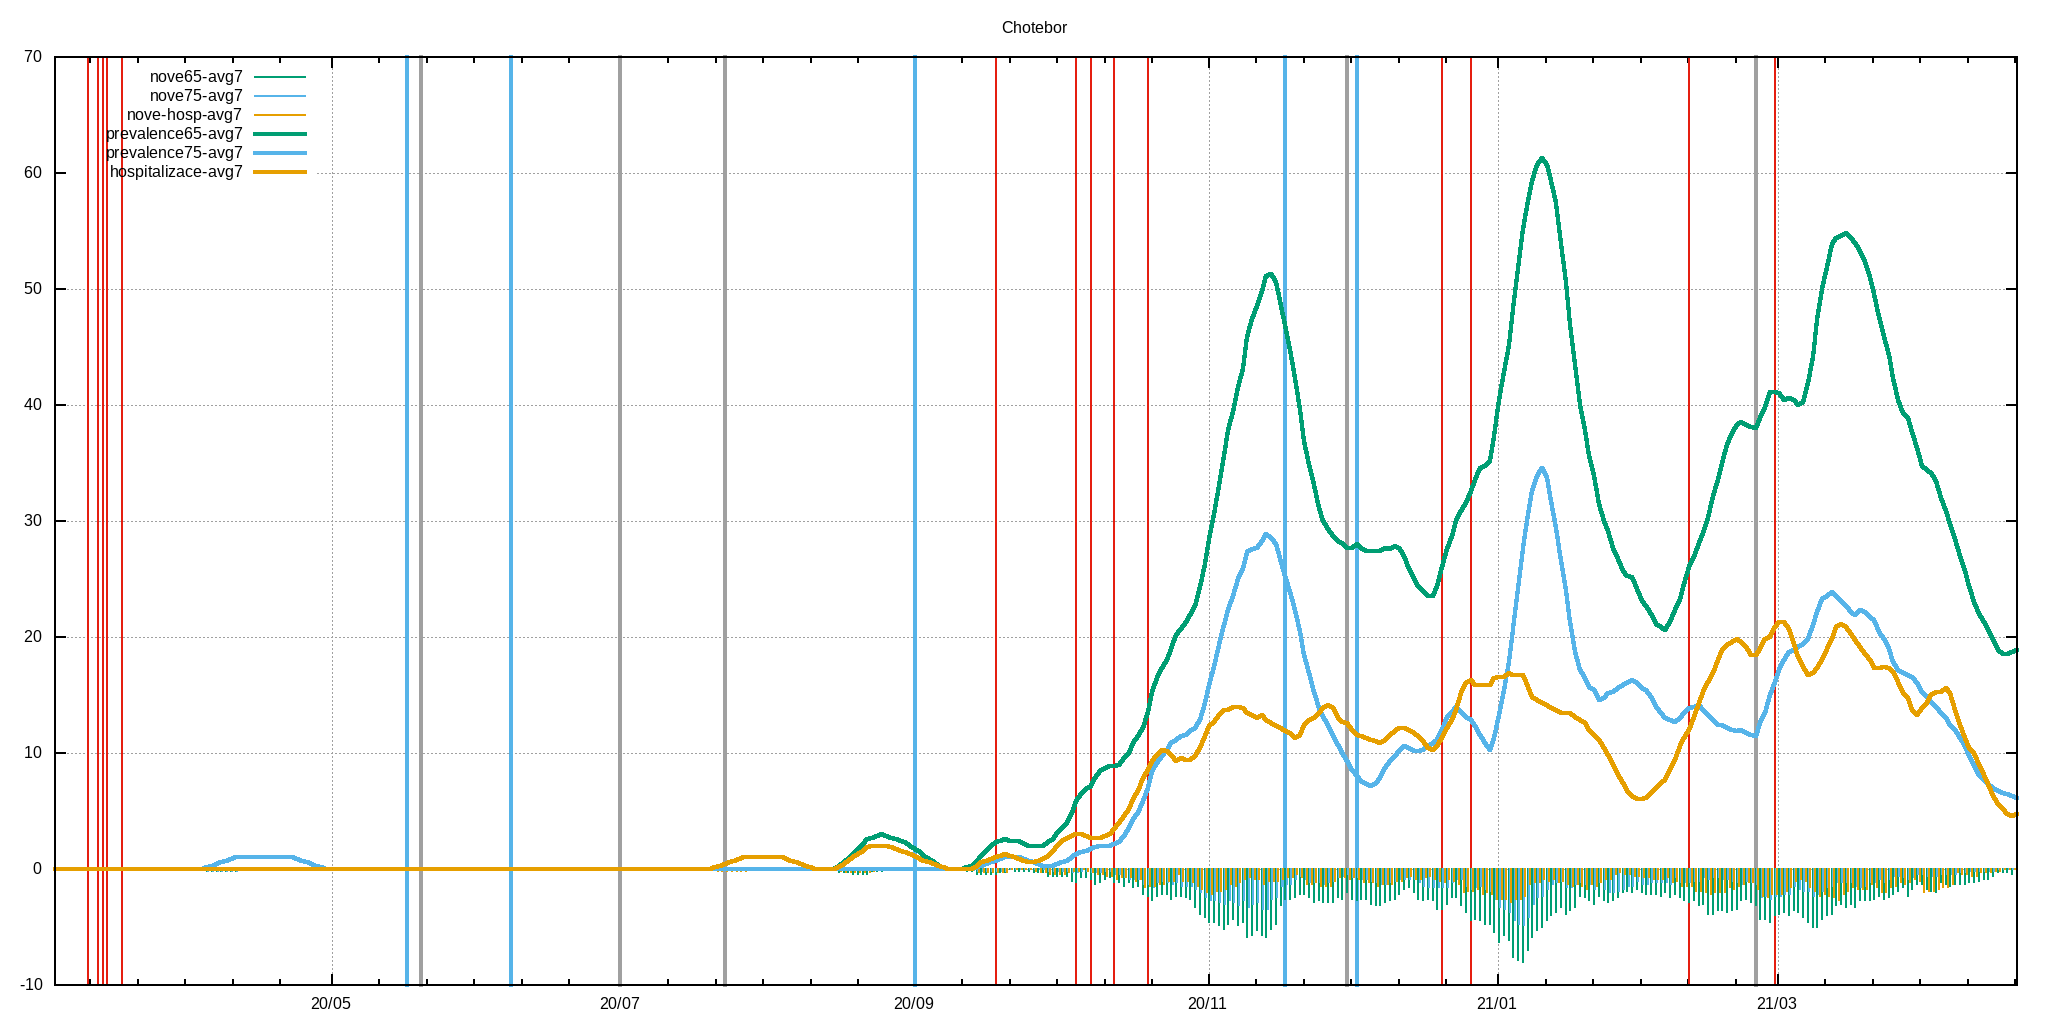 Chotebor
70
60
50
40
30
20
10
0
-10
nove65-avg7
nove75-avg7
nove-hosp-avg7
prevalence65-avg7
prevalence75-avg7
hospitalizace-avg7
20/05
20/07
20/09
20/11
21/01
21/03